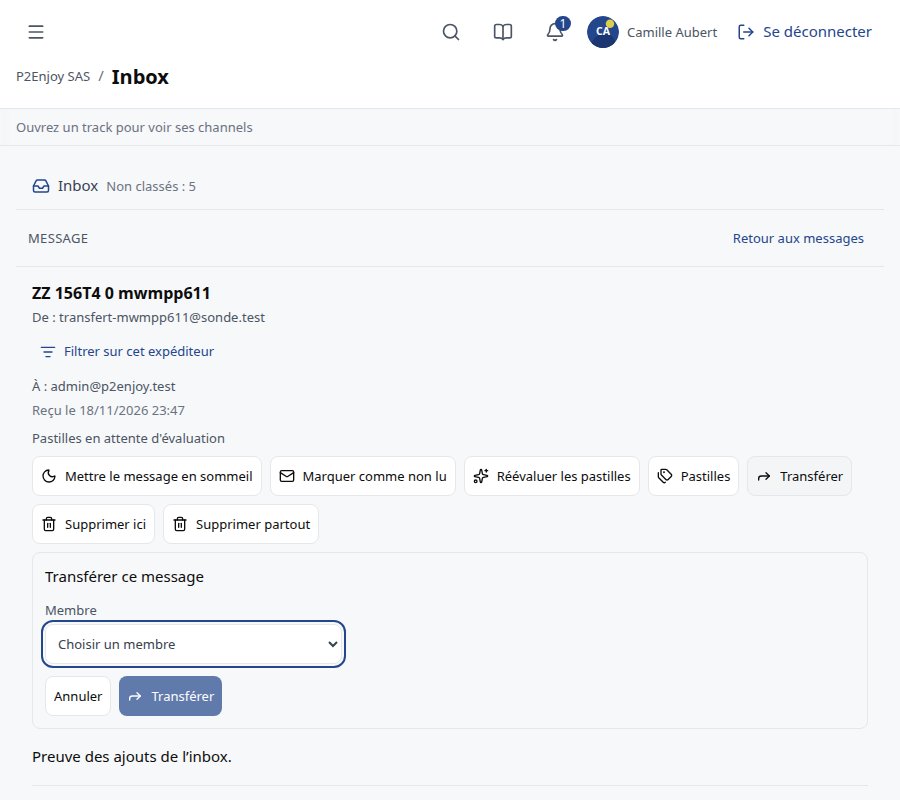 1
CA Camille Aubert Se déconnecter
P2Enjoy SAS / Inbox
Ouvrez un track pour voir ses channels
Inbox Non classés : 5
MESSAGE Retour aux messages
ZZ 156T4 0 mwmpp611
De : transfert-mwmpp611@sonde.test
Filtrer sur cet expéditeur
À : admin@p2enjoy.test
Reçu le 18/11/2026 23:47
Pastilles en attente d'évaluation
Mettre le message en sommeil Marquer comme non lu Réévaluer les pastilles Pastilles Transférer
Supprimer ici Supprimer partout
Transférer ce message
Membre
Choisir un membre
Annuler Transférer
Preuve des ajouts de l’inbox.